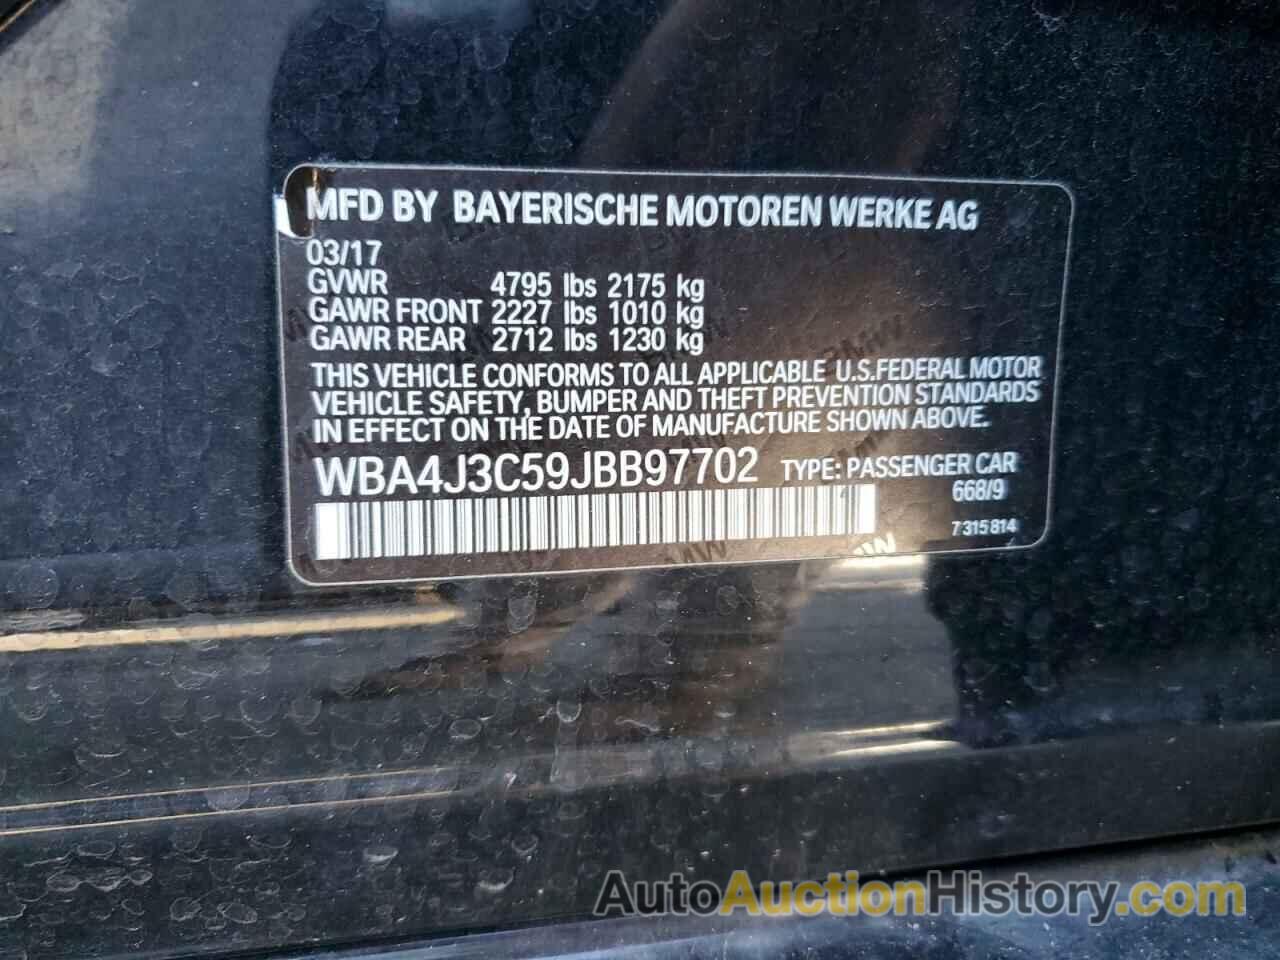 MFD BY BAYERISCHE MOTOREN WERKE AG
03/17
GVWR 4795 lbs 2175 kg
GAWR FRONT 2227 lbs 1010 kg
GAWR REAR 2712 lbs 1230 kg
THIS VEHICLE CONFORMS TO ALL APPLICABLE U.S.FEDERAL MOTOR
VEHICLE SAFETY, BUMPER AND THEFT PREVENTION STANDARDS
IN EFFECT ON THE DATE OF MANUFACTURE SHOWN ABOVE.
WBA4J3C59JBB97702 TYPE: PASSENGER CAR
668/9
7 315 814
AutoAuctionHistory.com